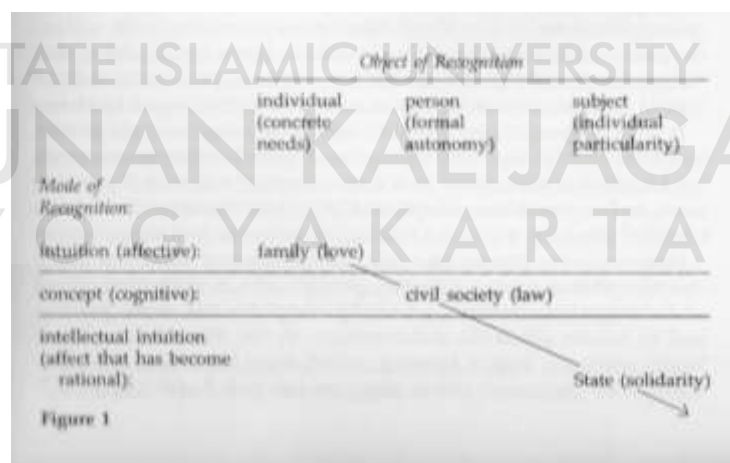 STATE ISLAMIC UNIVERSITY
SUNAN KALIJAGA
YOGYAKARTA
Object of Recognition
individual person subject
(concrete (formal (individual
needs) autonomy) particularity)
Mode of
Recognition:
intuition (affective): family (love)
concept (cognitive): civil society (law)
intellectual intuition
(affect that has become
rational): State (solidarity)
Figure 1